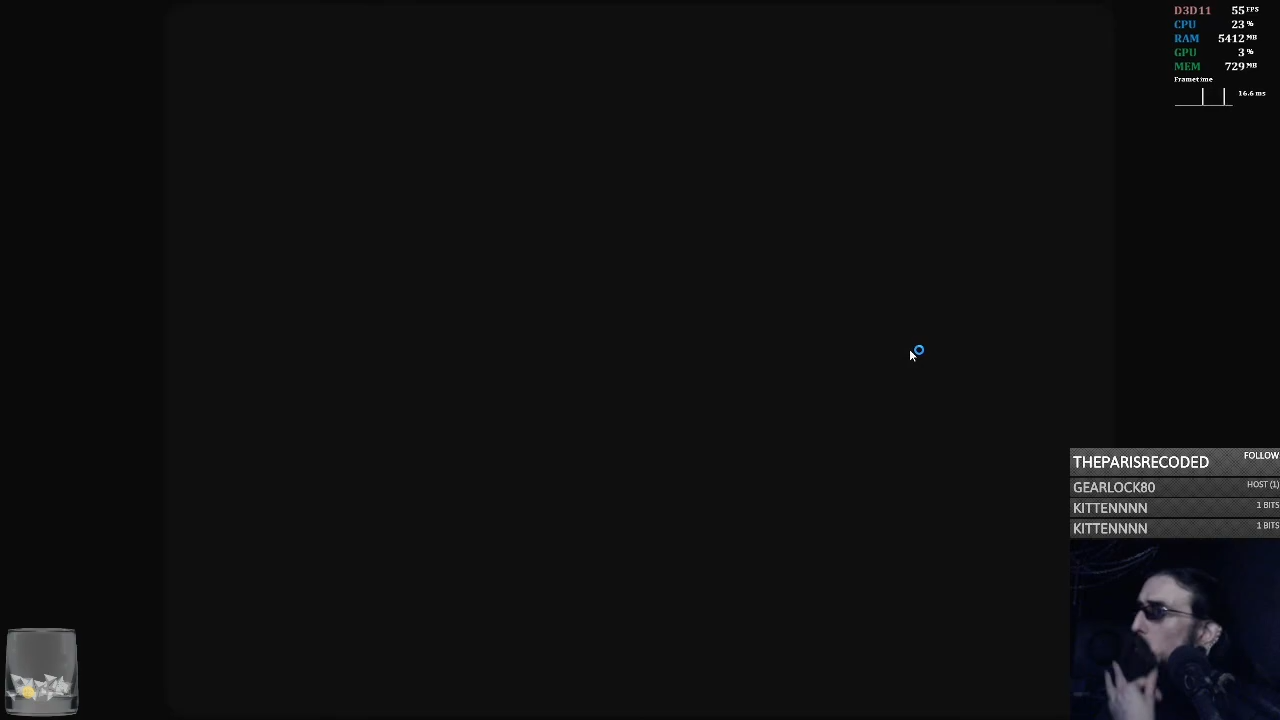 D3D11 55 FPS
CPU 23 %
RAM 5412 MB
GPU 3 %
MEM 729 MB
Frametime
16.6 ms
THEPARISRECODED FOLLOW
GEARLOCK80 HOST (1)
KITTENNNN 1 BITS
KITTENNNN 1 BITS